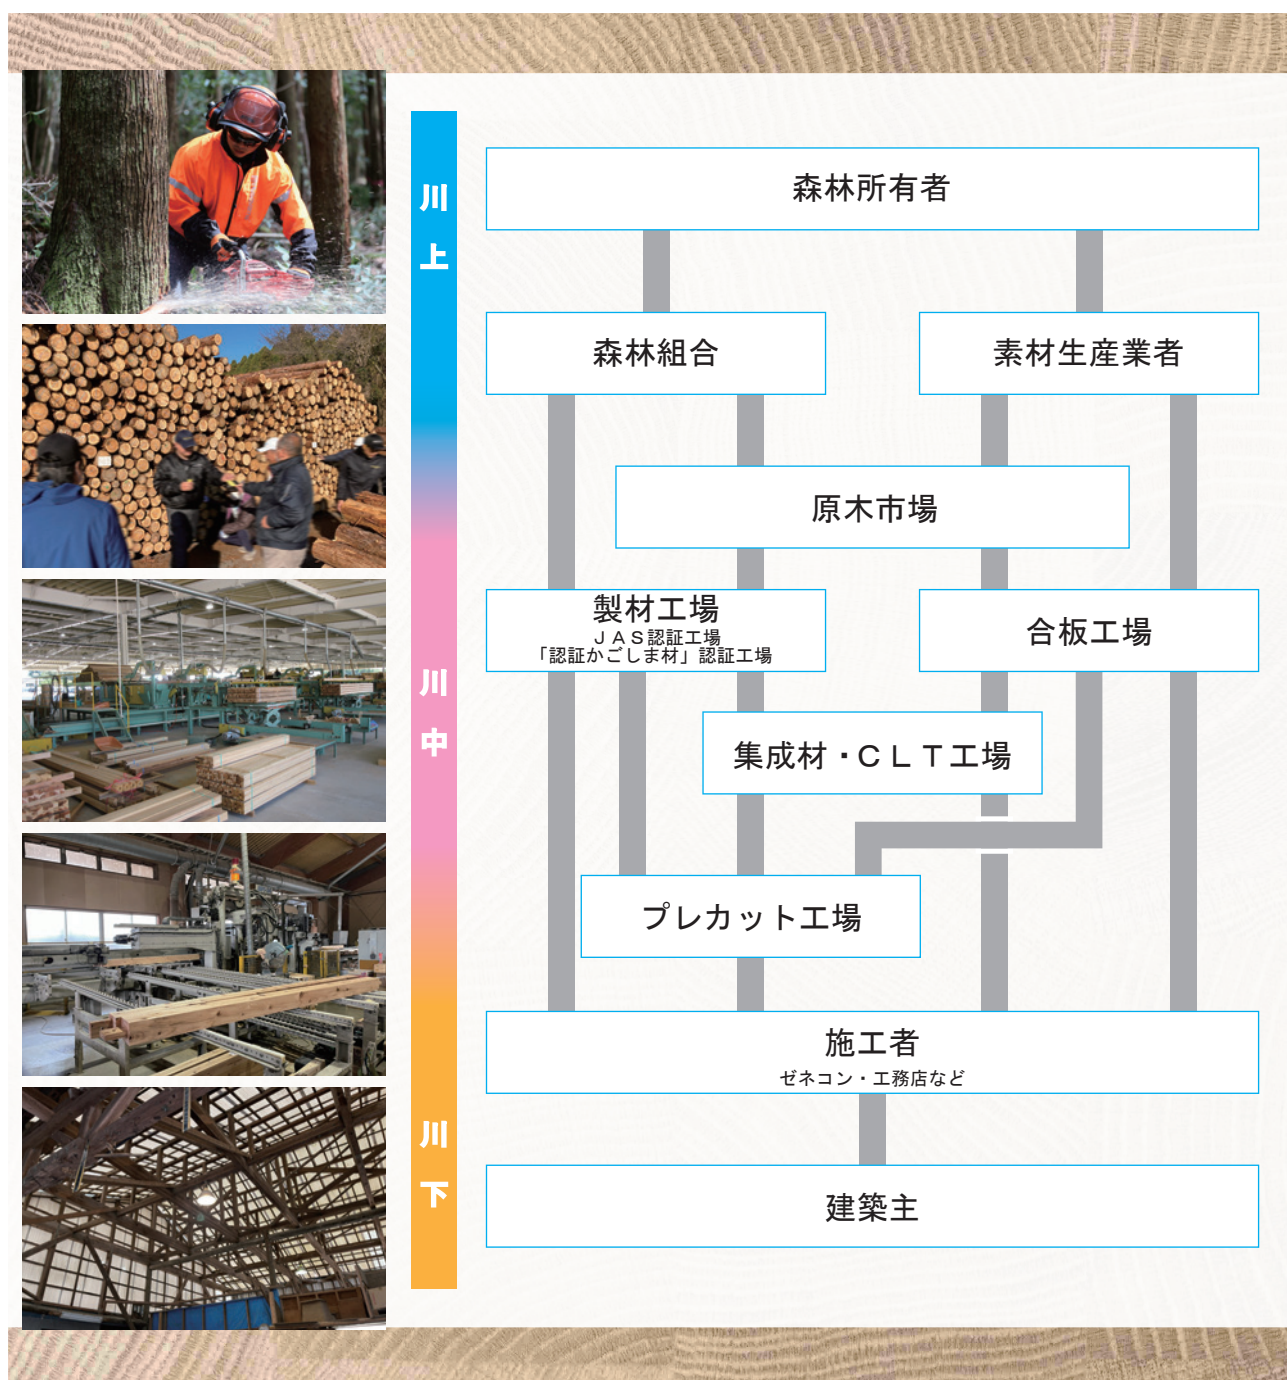 川上
森林所有者
森林組合
素材生産業者
原木市場
川中
製材工場
ＪＡＳ認証工場
「認証かごしま材」認証工場
合板工場
集成材・ＣＬＴ工場
プレカット工場
川下
施工者
ゼネコン・工務店など
建築主